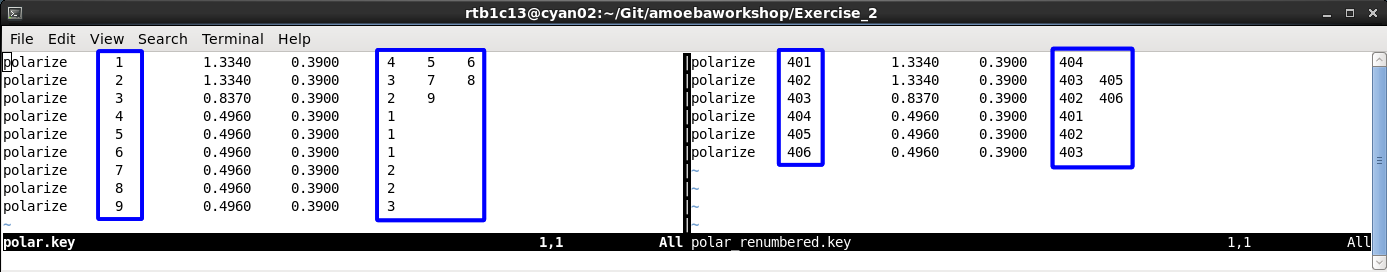 rtb1c13@cyan02:~/Git/amoebaworkshop/Exercise_2
File Edit View Search Terminal Help
polarize 1 1.3340 0.3900 4 5 6
polarize 2 1.3340 0.3900 3 7 8
polarize 3 0.8370 0.3900 2 9
polarize 4 0.4960 0.3900 1
polarize 5 0.4960 0.3900 1
polarize 6 0.4960 0.3900 1
polarize 7 0.4960 0.3900 2
polarize 8 0.4960 0.3900 2
polarize 9 0.4960 0.3900 3
~
polar.key 1,1 All
polarize 401 1.3340 0.3900 404
polarize 402 1.3340 0.3900 403 405
polarize 403 0.8370 0.3900 402 406
polarize 404 0.4960 0.3900 401
polarize 405 0.4960 0.3900 402
polarize 406 0.4960 0.3900 403
~
~
~
~
polar_renumbered.key 1,1 All